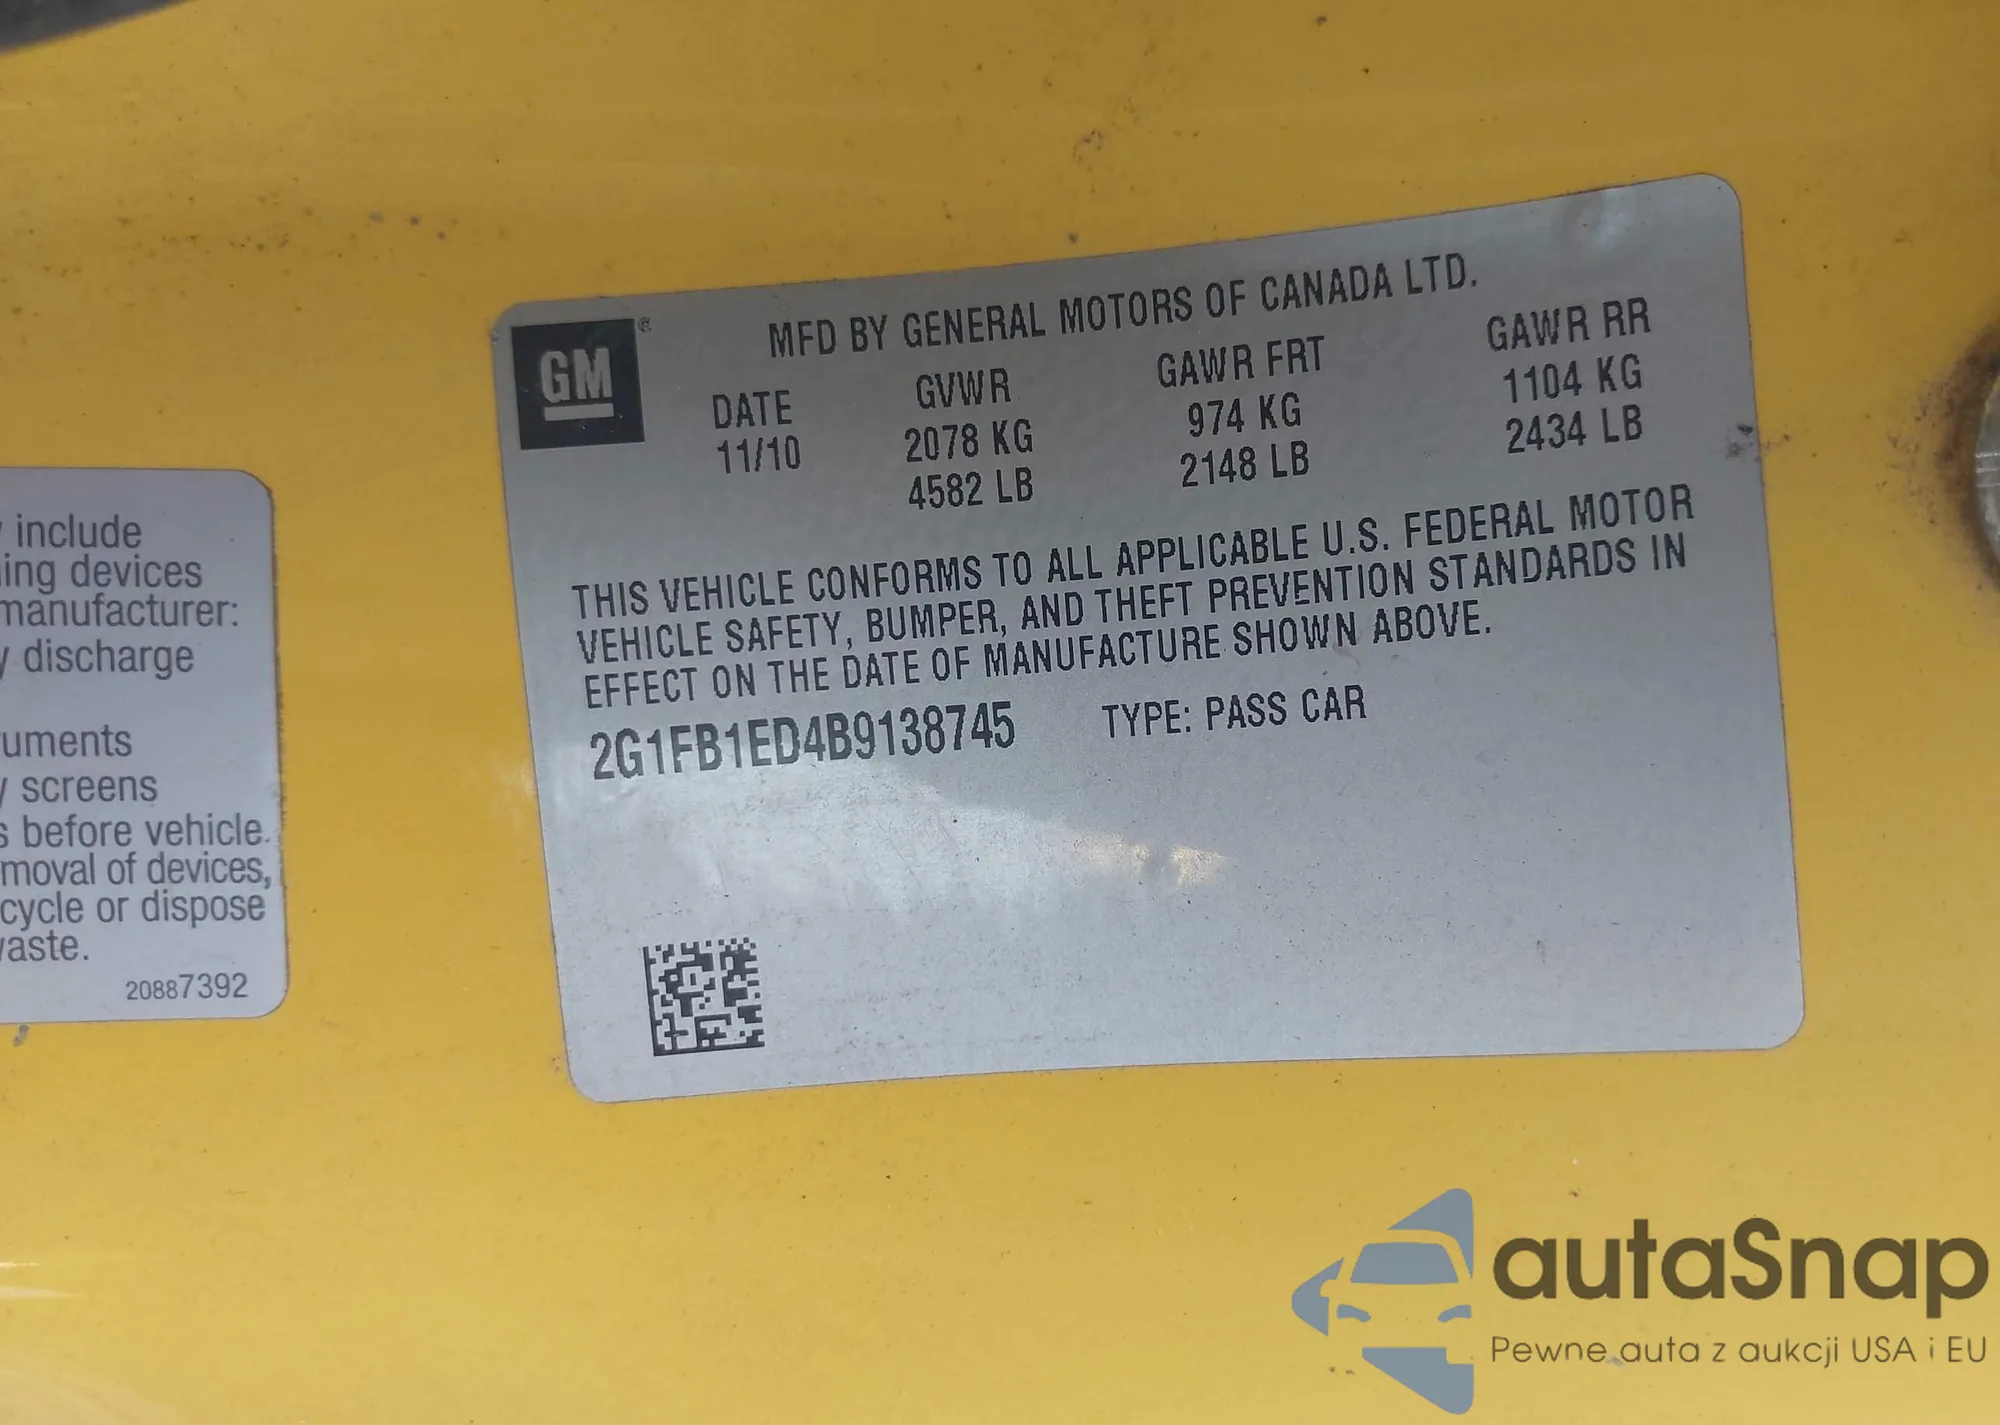 GM ®
MFD BY GENERAL MOTORS OF CANADA LTD.
DATE GVWR GAWR FRT GAWR RR
11/10 2078 KG 974 KG 1104 KG
4582 LB 2148 LB 2434 LB
THIS VEHICLE CONFORMS TO ALL APPLICABLE U.S. FEDERAL MOTOR
VEHICLE SAFETY, BUMPER, AND THEFT PREVENTION STANDARDS IN
EFFECT ON THE DATE OF MANUFACTURE SHOWN ABOVE.
2G1FB1ED4B9138745 TYPE: PASS CAR
include
ing devices
manufacturer:
y discharge
uments
y screens
s before vehicle
moval of devices,
cycle or dispose
waste.
20887392
autaSnap
Pewne auta z aukcji USA i EU